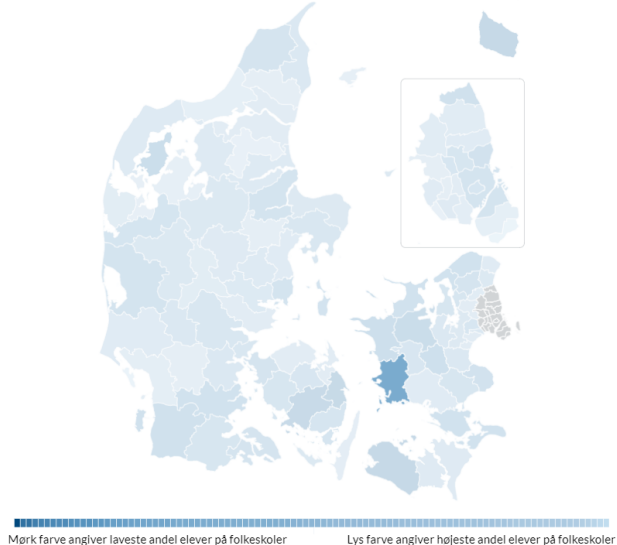 Mørk farve angiver laveste andel elever på folkeskoler
Lys farve angiver højeste andel elever på folkeskoler